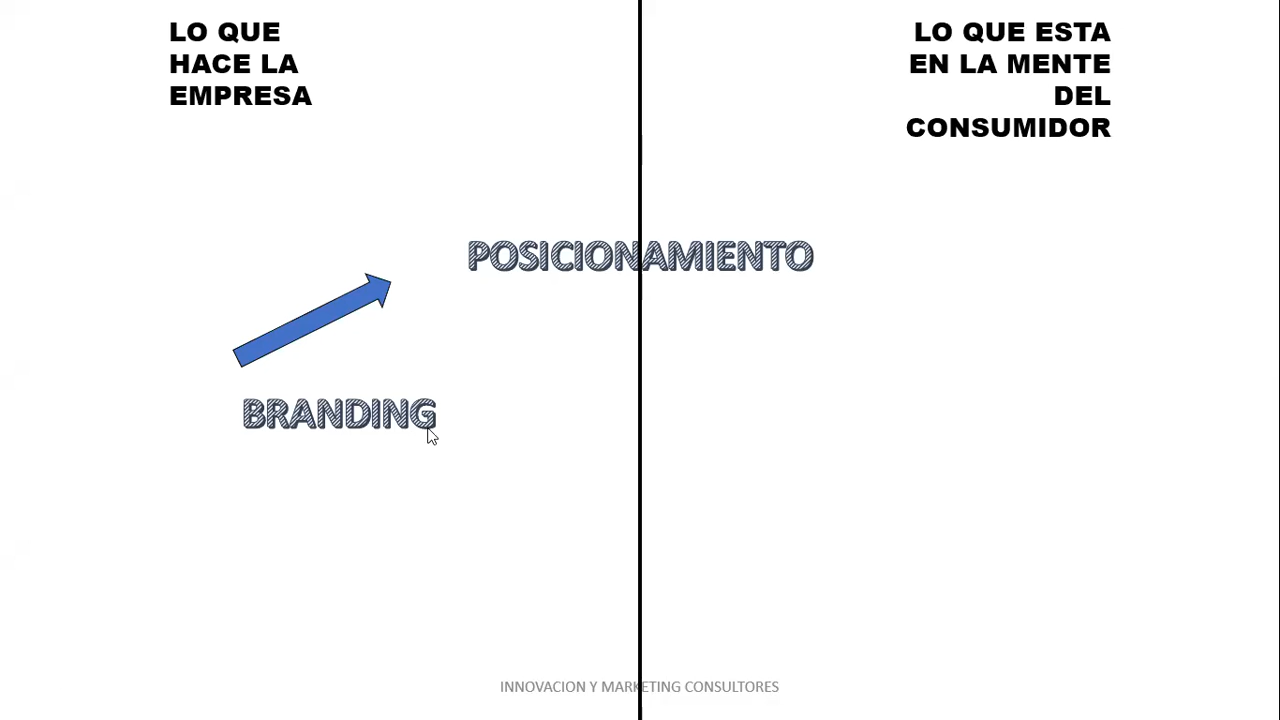 LO QUE
HACE LA
EMPRESA
LO QUE ESTA
EN LA MENTE
DEL
CONSUMIDOR
POSICIONAMIENTO
BRANDING
INNOVACION Y MARKETING CONSULTORES